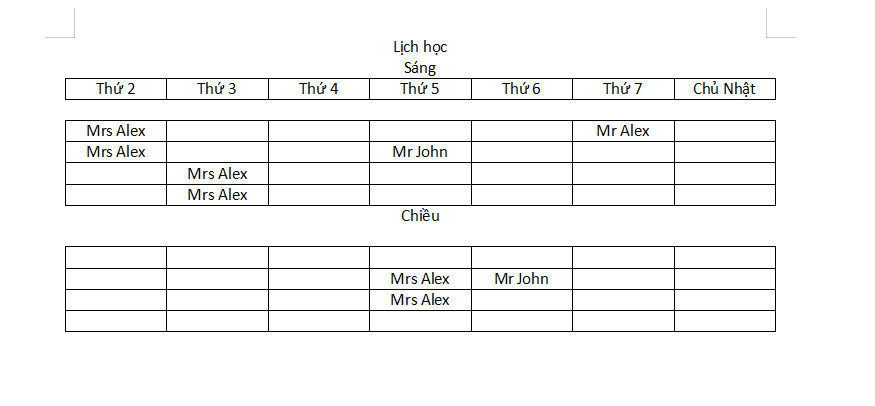 Lịch học
Sáng
Thứ 2 Thứ 3 Thứ 4 Thứ 5 Thứ 6 Thứ 7 Chủ Nhật
Mrs Alex Mr Alex
Mrs Alex Mr John
Mrs Alex
Mrs Alex
Chiều
Mrs Alex Mr John
Mrs Alex